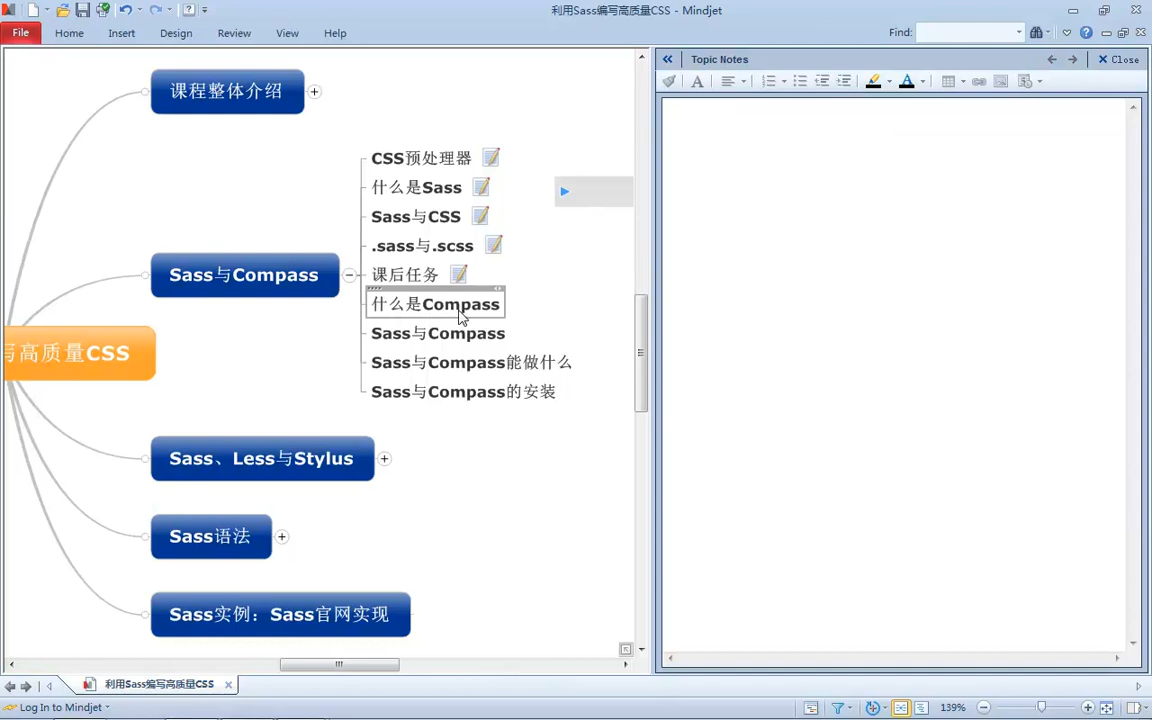 利用Sass编写高质量CSS - Mindjet
File Home Insert Design Review View Help
Find:
Topic Notes
Close
课程整体介绍
Sass与Compass
CSS预处理器
什么是Sass
Sass与CSS
.sass与.scss
课后任务
什么是Compass
Sass与Compass
Sass与Compass能做什么
Sass与Compass的安装
写高质量CSS
Sass、Less与Stylus
Sass语法
Sass实例：Sass官网实现
利用Sass编写高质量CSS
Log In to Mindjet
139%